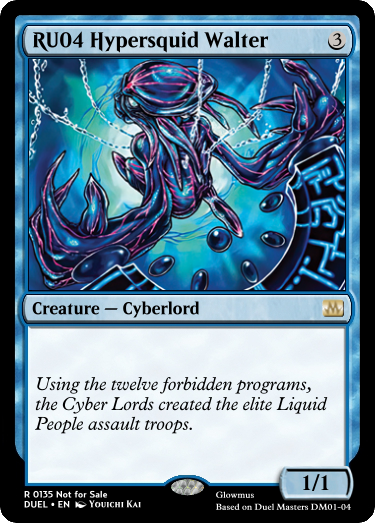 RU04 Hypersquid Walter 3
Creature — Cyberlord
Using the twelve forbidden programs,
the Cyber Lords created the elite Liquid
People assault troops.
1/1
R 0135 Not for Sale
DUEL • EN Youichi Kai
Glowmus
Based on Duel Masters DM01-04